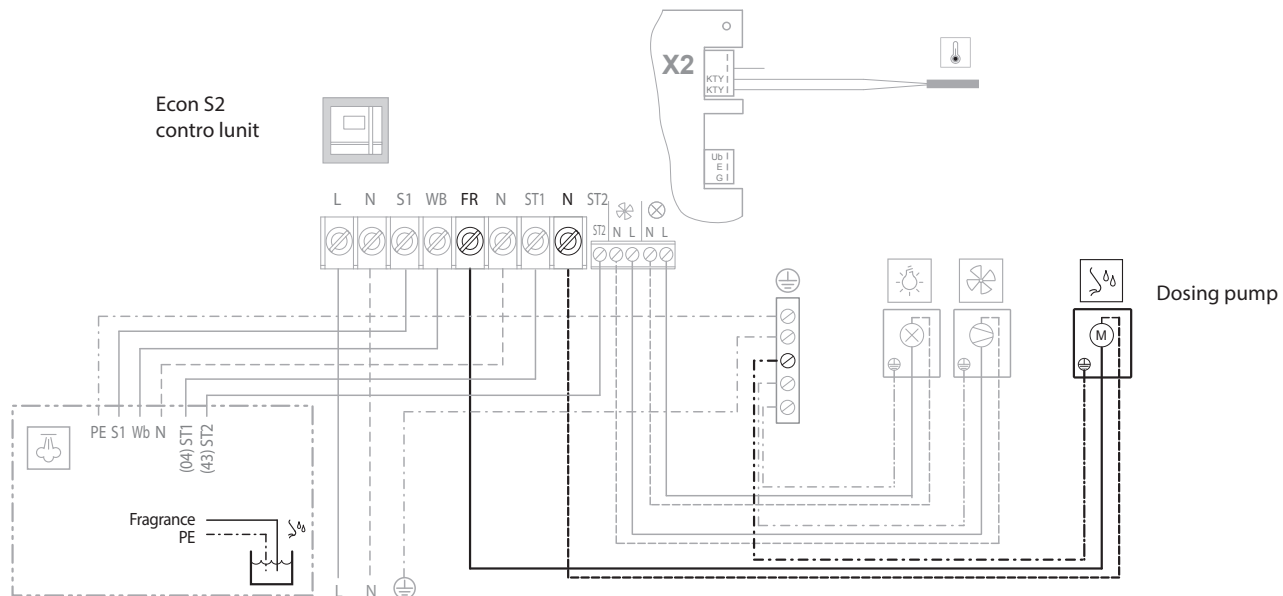 X2
I
KTY I
KTY I
Ub I
E I
G I
Econ S2
contro lunit
L N S1 WB FR N ST1 N ST2
ST2 N L N L
Dosing pump
M
PE S1 Wb N (04) ST1 (43) ST2
Fragrance
PE
L N